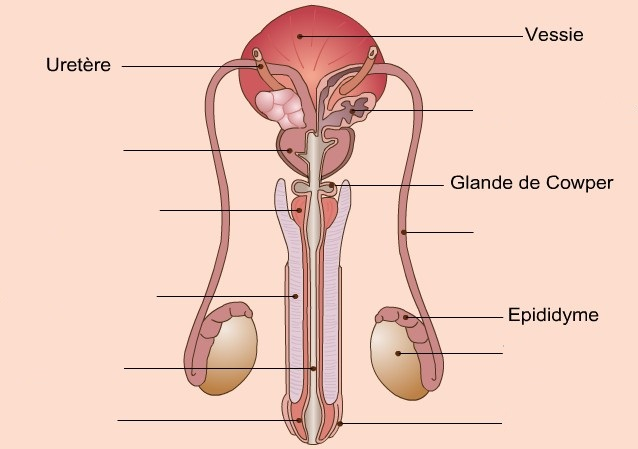 Vessie
Uretère
Glande de Cowper
Epididyme